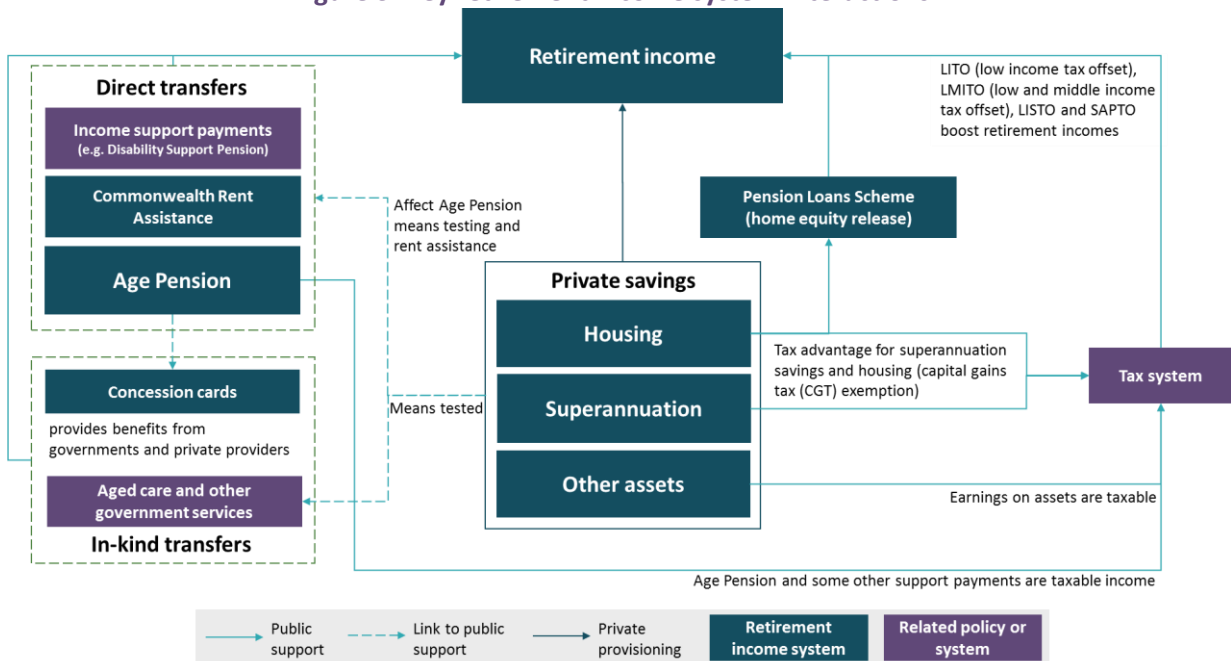 Retirement income
Direct transfers
Income support payments
(e.g. Disability Support Pension)
Commonwealth Rent
Assistance
Age Pension
Concession cards
provides benefits from
governments and private providers
Aged care and other
government services
In-kind transfers
Affect Age Pension
means testing and
rent assistance
Means tested
Private savings
Housing
Superannuation
Other assets
Pension Loans Scheme
(home equity release)
LITO (low income tax offset),
LMITO (low and middle income
tax offset), LISTO and SAPTO
boost retirement incomes
Tax advantage for superannuation
savings and housing (capital gains
tax (CGT) exemption)
Tax system
Earnings on assets are taxable
Age Pension and some other support payments are taxable income
Public
support
Link to public
support
Private
provisioning
Retirement
income system
Related policy or
system